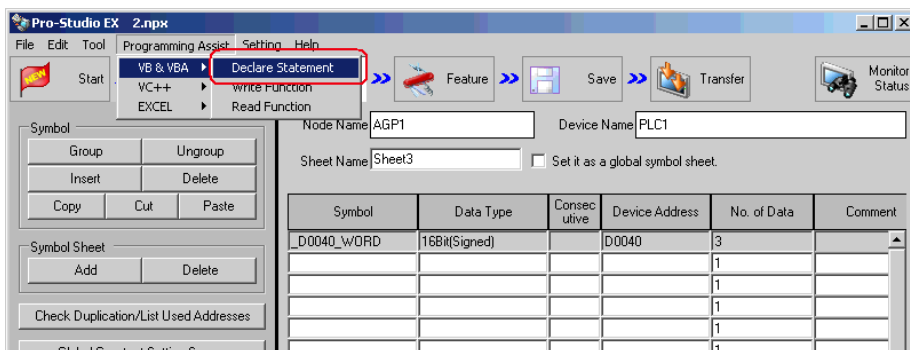 Pro-Studio EX 2.npx
File Edit Tool Programming Assist Setting Help
VB & VBA Declare Statement
VC++ Write Function
EXCEL Read Function
NEW Start >> Feature >> Save >> Transfer Monitor Status
Symbol
Group Ungroup
Insert Delete
Copy Cut Paste
Symbol Sheet
Add Delete
Check Duplication/List Used Addresses
Node Name AGP1 Device Name PLC1
Sheet Name Sheet3 Set it as a global symbol sheet.
Symbol Data Type Consecutive Device Address No. of Data Comment
_D0040_WORD 16Bit(Signed) D0040 3
1
1
1
1